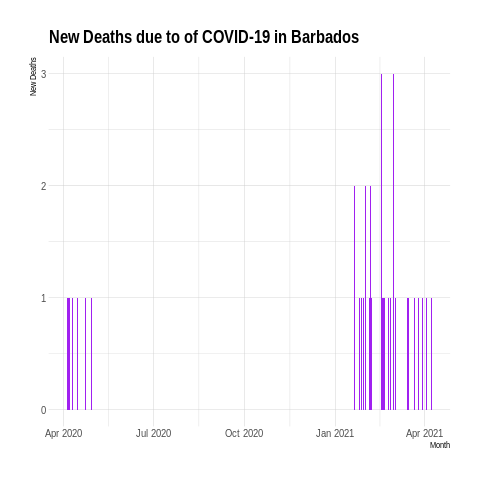 New Deaths due to of COVID-19 in Barbados
New Deaths
3
2
1
0
Apr 2020
Jul 2020
Oct 2020
Jan 2021
Apr 2021
Month